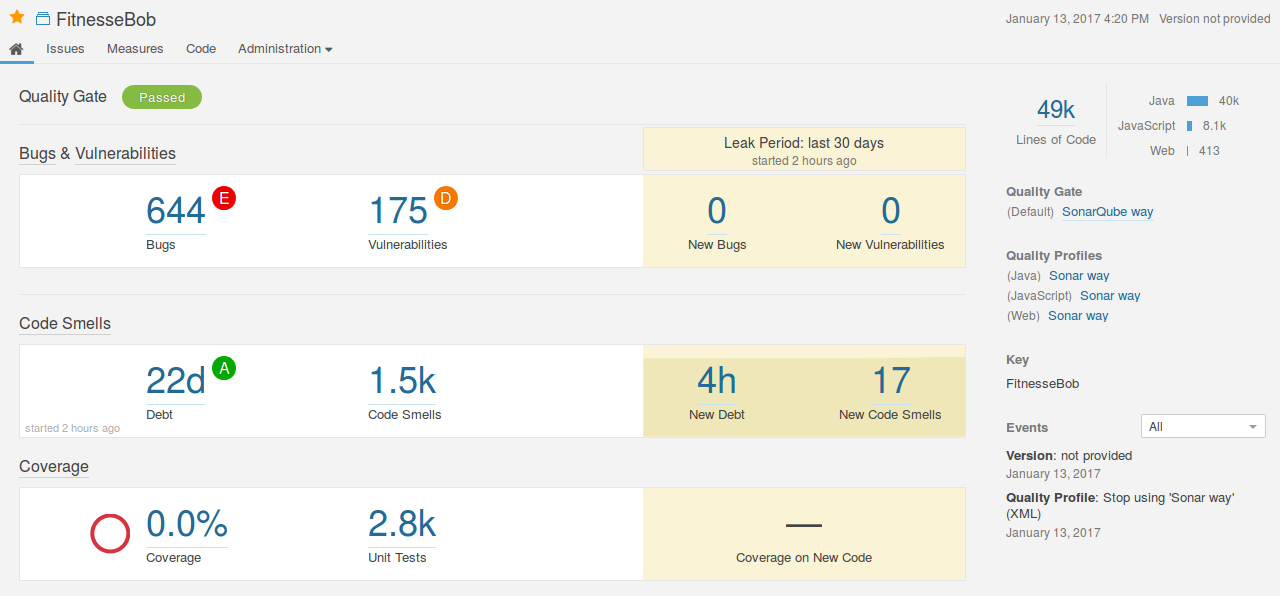 FitnesseBob
January 13, 2017 4:20 PM Version not provided
Issues Measures Code Administration
Quality Gate Passed
Leak Period: last 30 days
started 2 hours ago
Bugs & Vulnerabilities
644 E
Bugs
175 D
Vulnerabilities
0
New Bugs
0
New Vulnerabilities
Code Smells
22d A
Debt
started 2 hours ago
1.5k
Code Smells
4h
New Debt
17
New Code Smells
Coverage
0.0%
Coverage
2.8k
Unit Tests
—
Coverage on New Code
49k
Lines of Code
Java 40k
JavaScript 8.1k
Web 413
Quality Gate
(Default) SonarQube way
Quality Profiles
(Java) Sonar way
(JavaScript) Sonar way
(Web) Sonar way
Key
FitnesseBob
Events All
Version: not provided
January 13, 2017
Quality Profile: Stop using 'Sonar way'
(XML)
January 13, 2017